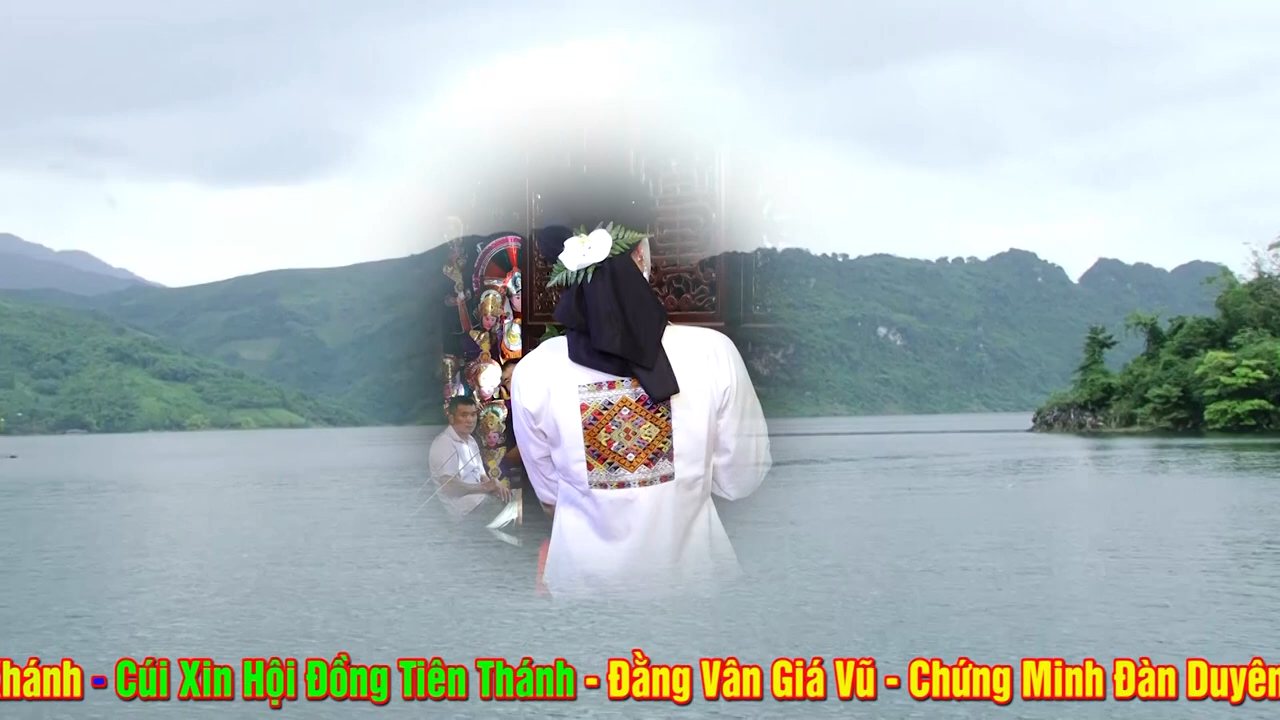 hánh - Cúi Xin Hội Đồng Tiên Thánh - Đằng Vân Giá Vũ - Chứng Minh Đàn Duyên